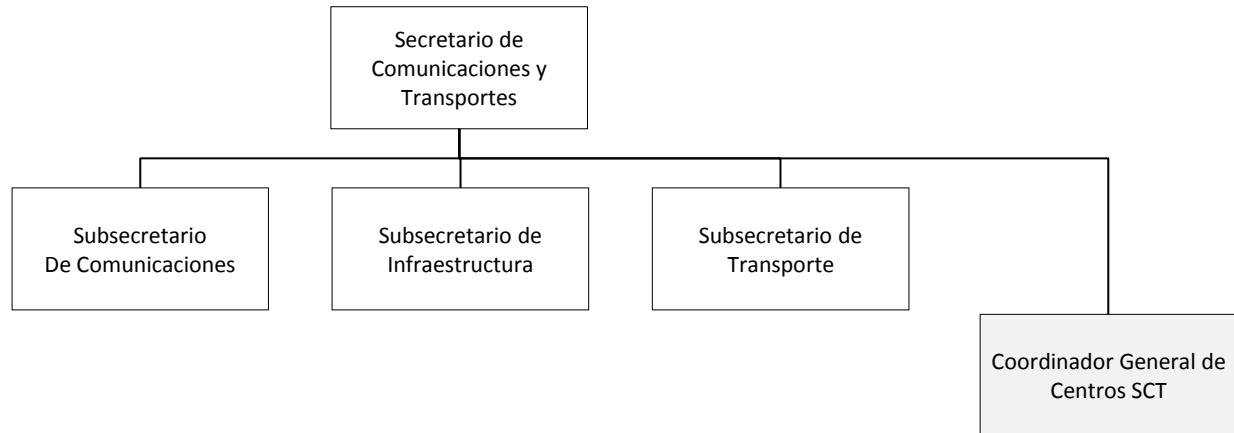 Secretario de
Comunicaciones y
Transportes
Subsecretario
De Comunicaciones
Subsecretario de
Infraestructura
Subsecretario de
Transporte
Coordinador General de
Centros SCT